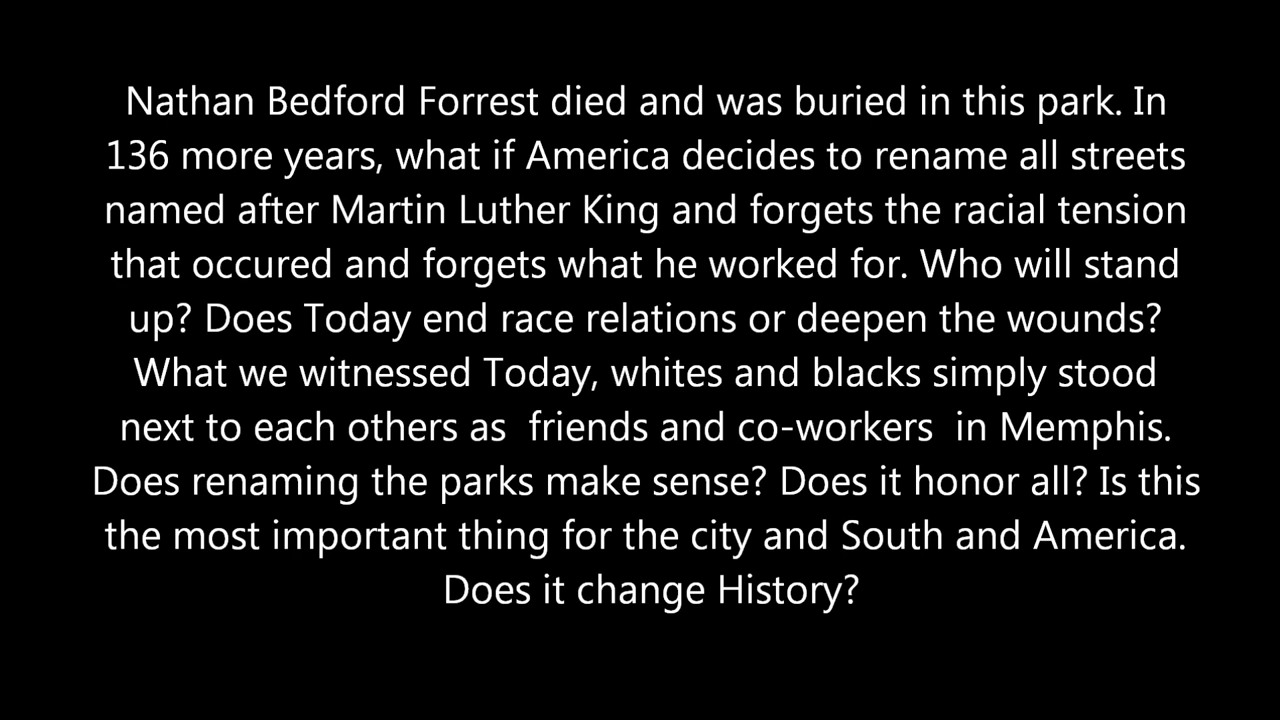 Nathan Bedford Forrest died and was buried in this park. In
136 more years, what if America decides to rename all streets
named after Martin Luther King and forgets the racial tension
that occured and forgets what he worked for. Who will stand
up? Does Today end race relations or deepen the wounds?
What we witnessed Today, whites and blacks simply stood
next to each others as  friends and co-workers  in Memphis.
Does renaming the parks make sense? Does it honor all? Is this
the most important thing for the city and South and America.
Does it change History?